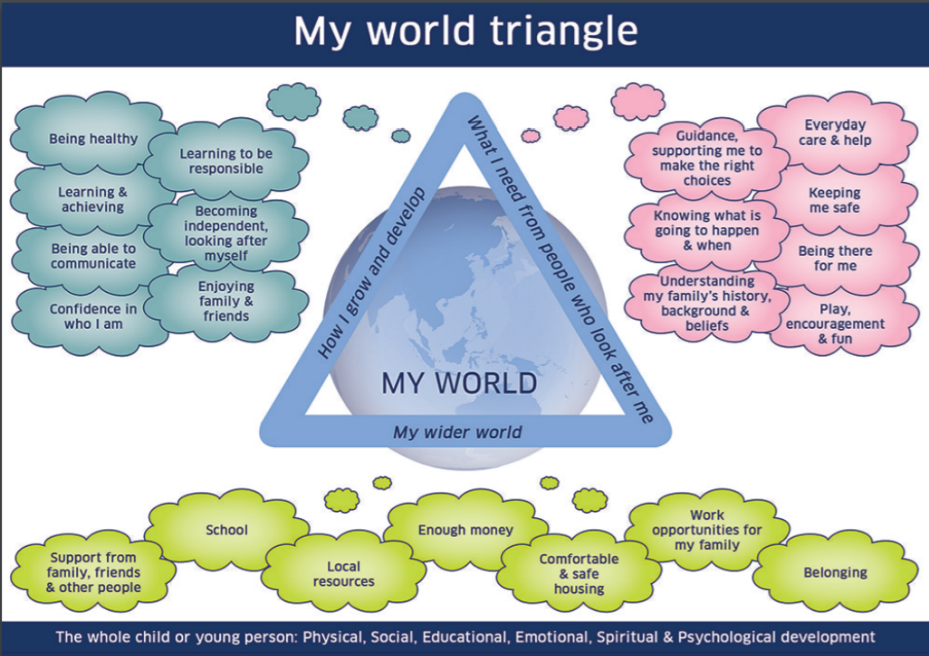 My world triangle
Being healthy
Learning to be
responsible
Learning &
achieving
Becoming
independent,
looking after
myself
Being able to
communicate
Enjoying
family &
friends
Confidence in
who I am
How I grow and develop
What I need from people who look after me
MY WORLD
My wider world
Guidance,
supporting me to
make the right
choices
Everyday
care & help
Knowing what is
going to happen
& when
Keeping
me safe
Being there
for me
Understanding
my family's history,
background &
beliefs
Play,
encouragement
& fun
Support from
family, friends
& other people
School
Local
resources
Enough money
Comfortable
& safe
housing
Work
opportunities for
my family
Belonging
The whole child or young person: Physical, Social, Educational, Emotional, Spiritual & Psychological development